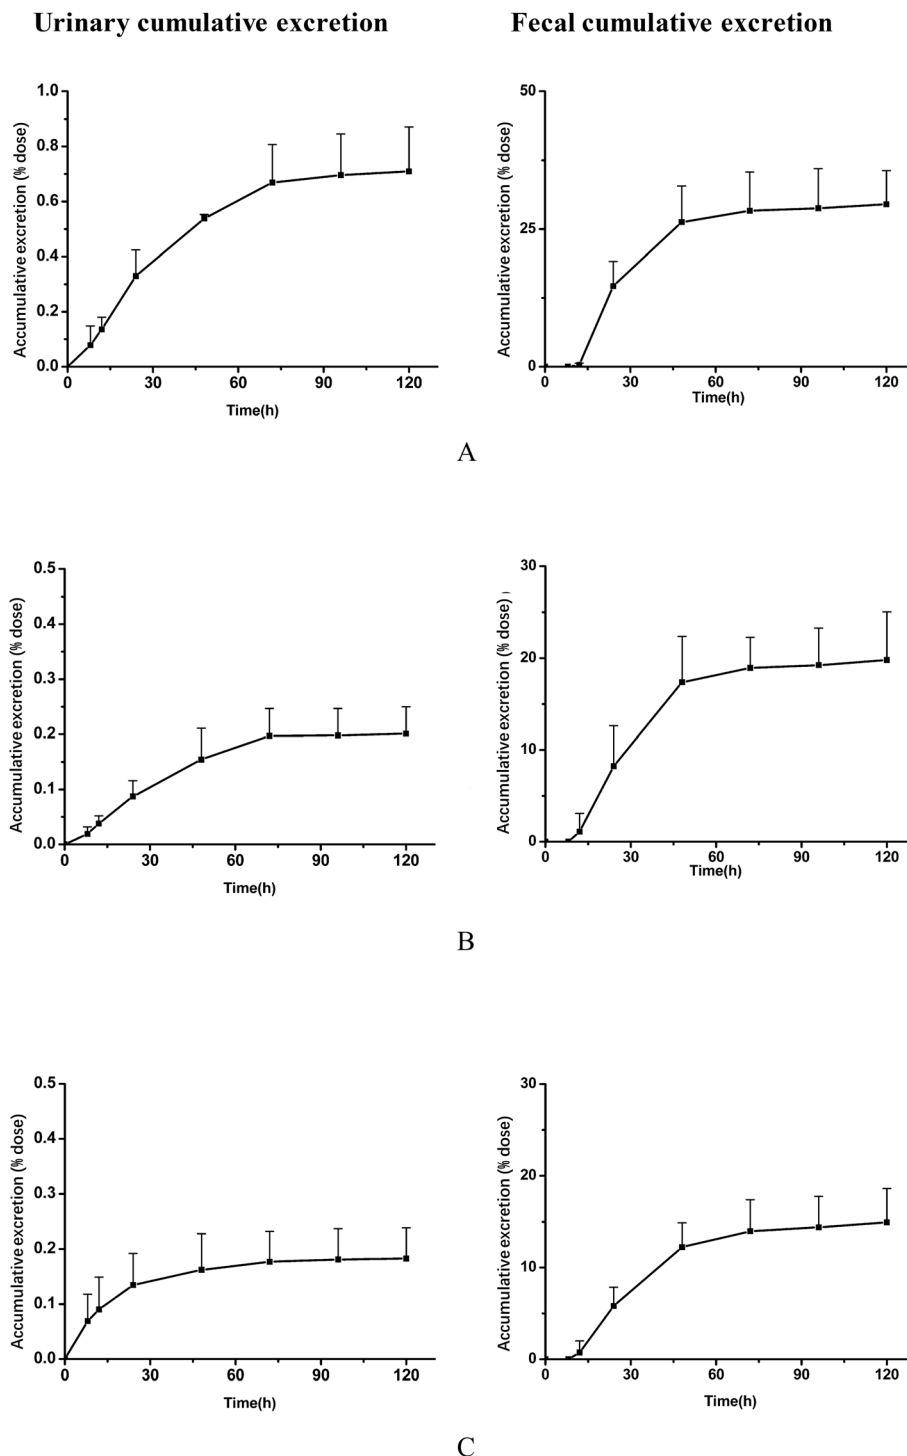 Urinary cumulative excretion
Fecal cumulative excretion
Accumulative excretion (% dose)
1.0
0.8
0.6
0.4
0.2
0.0
0 30 60 90 120
Time(h)
Accumulative excretion (% dose)
50
25
0
0 30 60 90 120
Time(h)
A
Accumulative excretion (% dose)
0.5
0.4
0.3
0.2
0.1
0.0
0 30 60 90 120
Time(h)
Accumulative excretion (% dose)
30
20
10
0
0 30 60 90 120
Time(h)
B
Accumulative excretion (% dose)
0.5
0.4
0.3
0.2
0.1
0.0
0 30 60 90 120
Time(h)
Accumulative excretion (% dose)
30
20
10
0
0 30 60 90 120
Time(h)
C